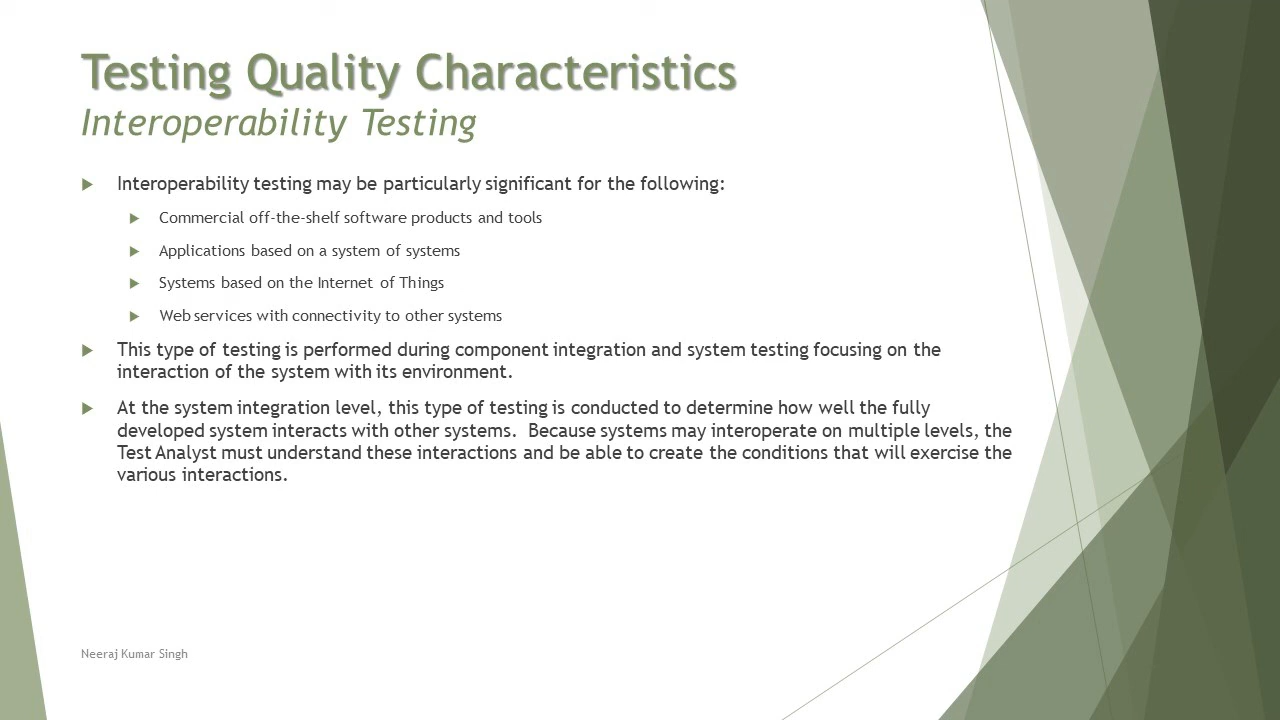 Testing Quality Characteristics
Interoperability Testing
Interoperability testing may be particularly significant for the following:
Commercial off-the-shelf software products and tools
Applications based on a system of systems
Systems based on the Internet of Things
Web services with connectivity to other systems
This type of testing is performed during component integration and system testing focusing on the
interaction of the system with its environment.
At the system integration level, this type of testing is conducted to determine how well the fully
developed system interacts with other systems.  Because systems may interoperate on multiple levels, the
Test Analyst must understand these interactions and be able to create the conditions that will exercise the
various interactions.
Neeraj Kumar Singh